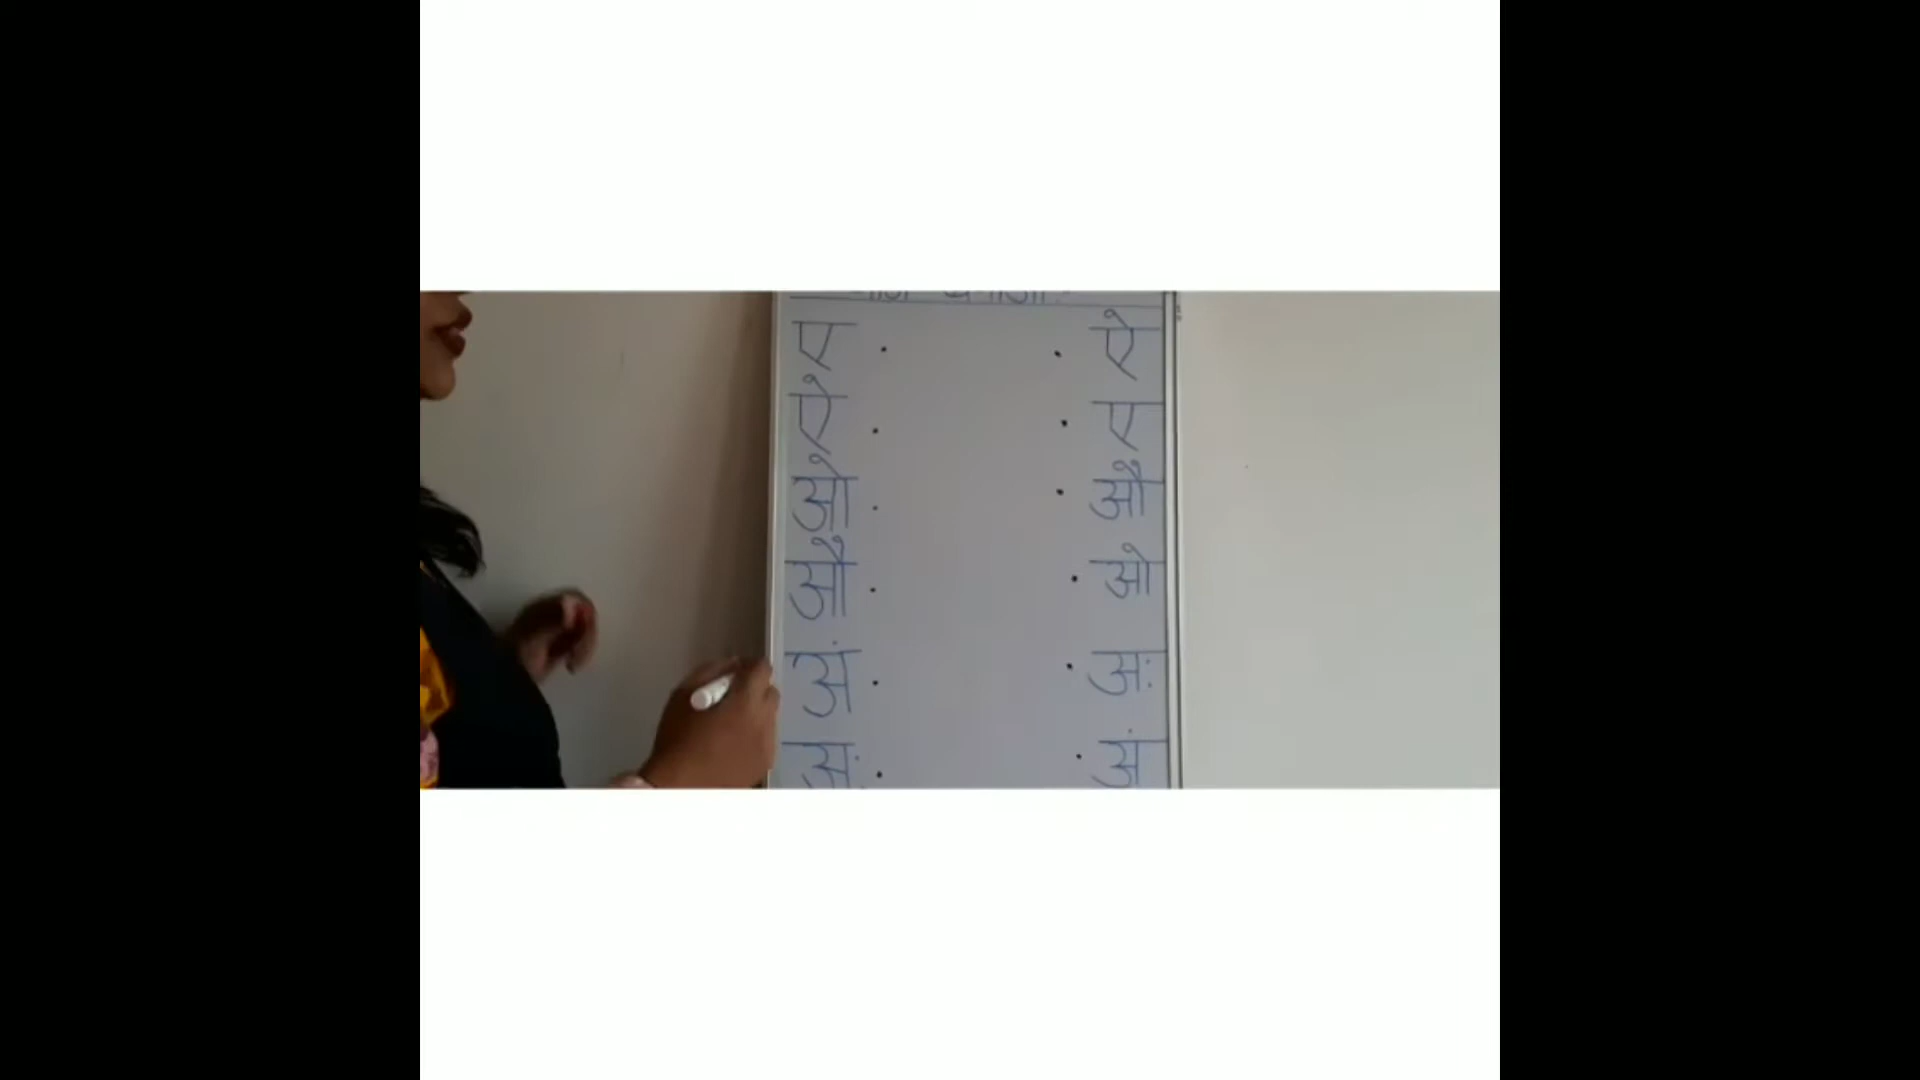 ए ऐ
ऐ ए
ओ औ
औ ओ
अं अः
अः अं